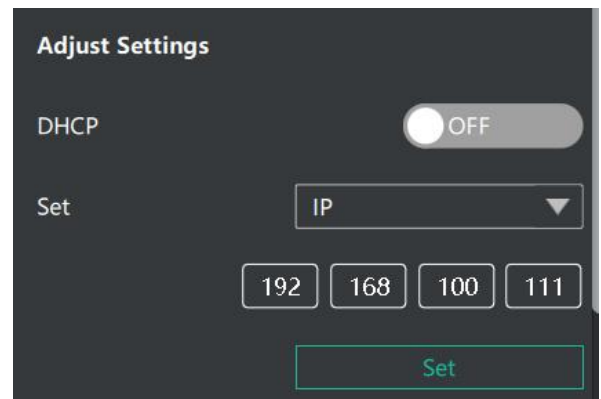 Adjust Settings
DHCP OFF
Set IP
192 168 100 111
Set